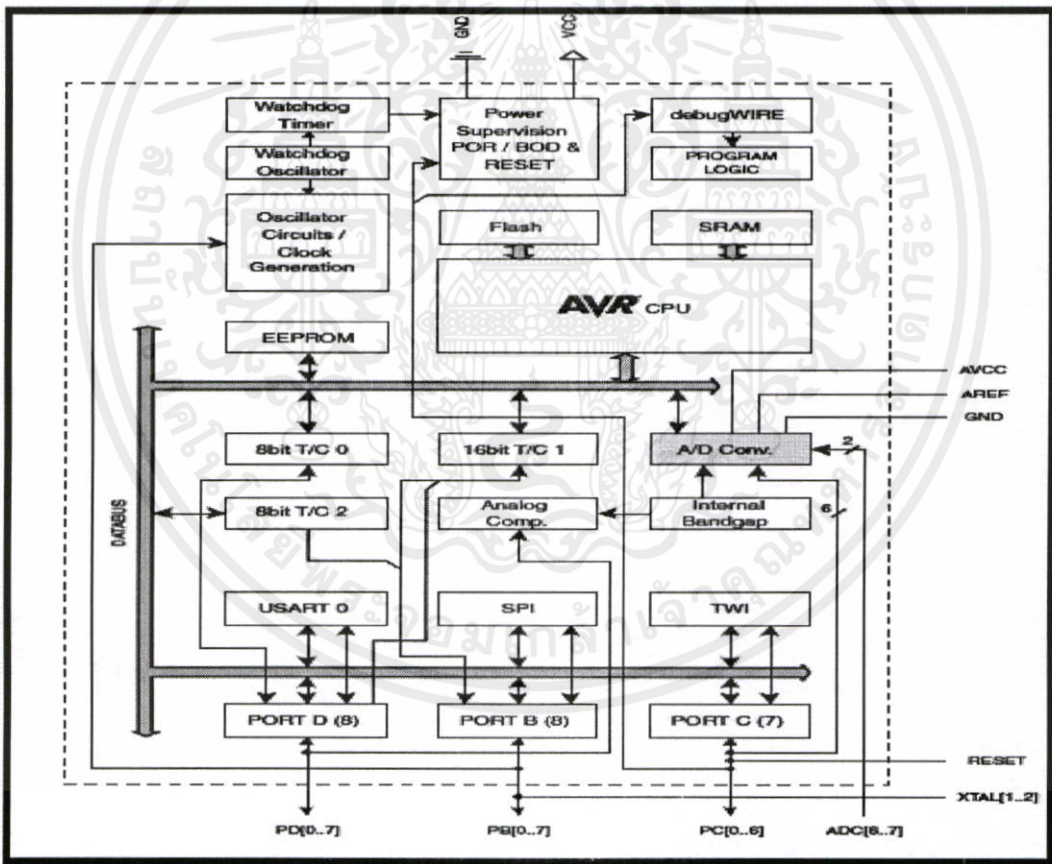 GND
VCC
Watchdog
Timer
Watchdog
Oscillator
Oscillator
Circuits /
Clock
Generation
Power
Supervision
POR / BOD &
RESET
debugWIRE
PROGRAM
LOGIC
Flash
SRAM
AVR CPU
EEPROM
AVCC
AREF
GND
8bit T/C 0
16bit T/C 1
A/D Conv.
2
DATABUS
8bit T/C 2
Analog
Comp.
Internal
Bandgap
6
USART 0
SPI
TWI
PORT D (8)
PORT B (8)
PORT C (7)
RESET
XTAL[1..2]
PD[0..7]
PB[0..7]
PC[0..6]
ADC[6..7]